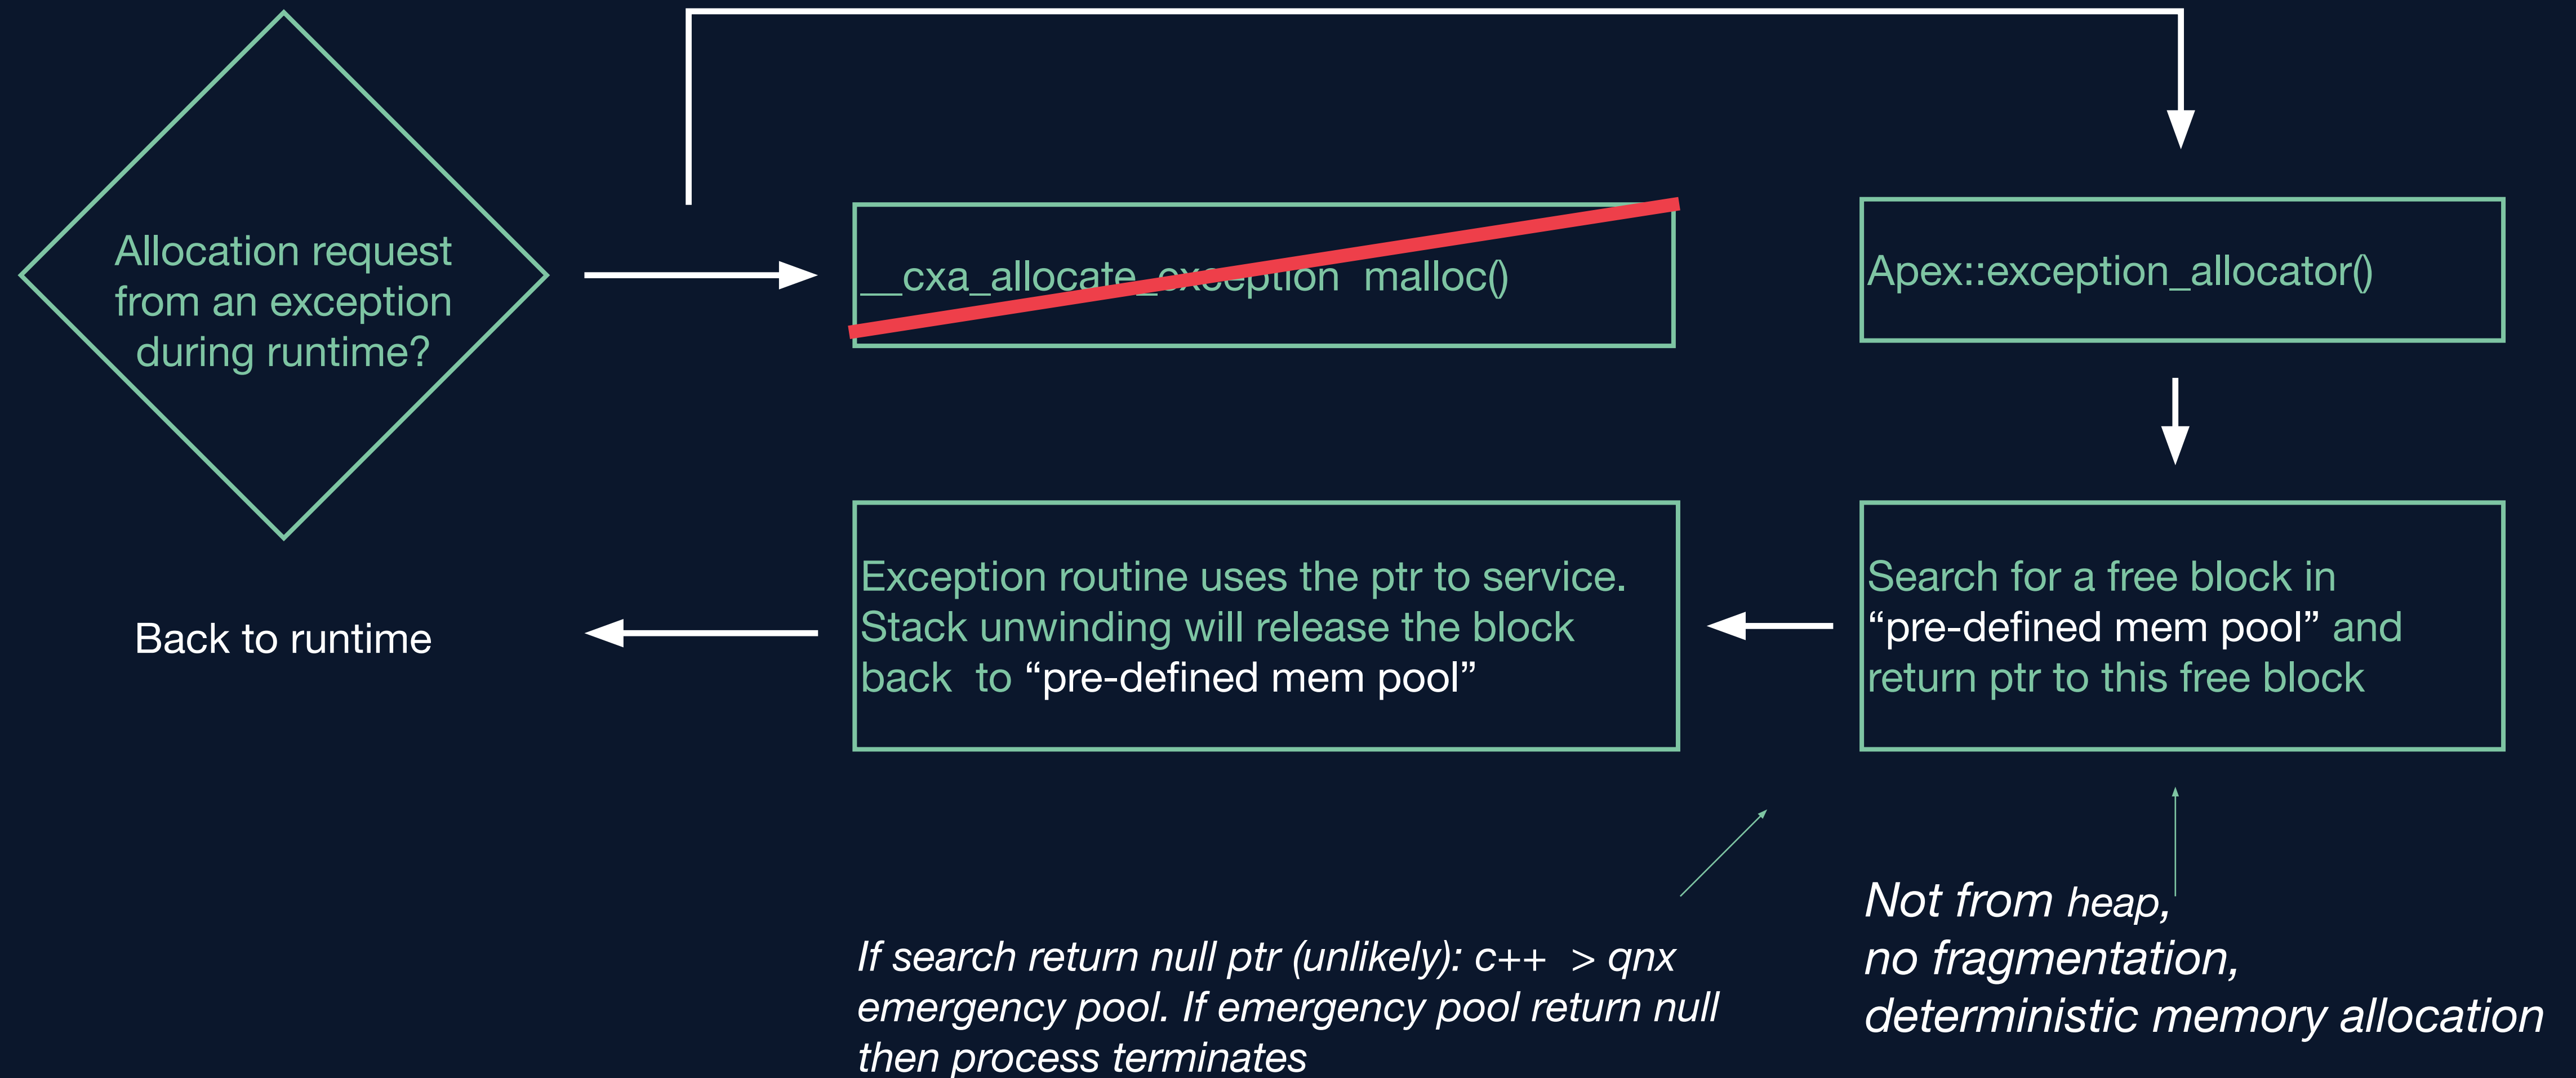 Allocation request
from an exception
during runtime?
__cxa_allocate_exception  malloc()
Apex::exception_allocator()
Search for a free block in
“pre-defined mem pool” and
return ptr to this free block
Exception routine uses the ptr to service.
Stack unwinding will release the block
back  to “pre-defined mem pool”
Back to runtime
If search return null ptr (unlikely): c++  > qnx
emergency pool. If emergency pool return null
then process terminates
Not from heap,
no fragmentation,
deterministic memory allocation